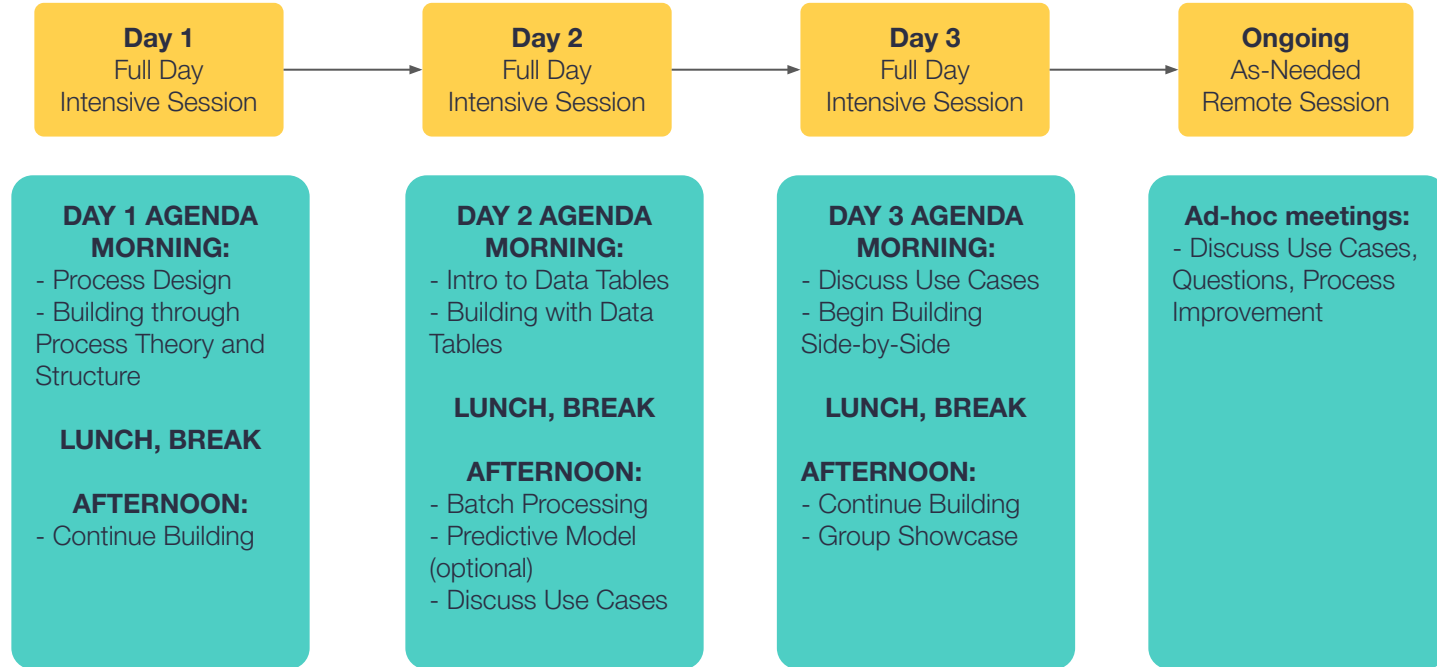 Day 1
Full Day
Intensive Session
Day 2
Full Day
Intensive Session
Day 3
Full Day
Intensive Session
Ongoing
As-Needed
Remote Session
DAY 1 AGENDA
MORNING:
- Process Design
- Building through
Process Theory and
Structure
LUNCH, BREAK
AFTERNOON:
- Continue Building
DAY 2 AGENDA
MORNING:
- Intro to Data Tables
- Building with Data
Tables
LUNCH, BREAK
AFTERNOON:
- Batch Processing
- Predictive Model
(optional)
- Discuss Use Cases
DAY 3 AGENDA
MORNING:
- Discuss Use Cases
- Begin Building
Side-by-Side
LUNCH, BREAK
AFTERNOON:
- Continue Building
- Group Showcase
Ad-hoc meetings:
- Discuss Use Cases,
Questions, Process
Improvement